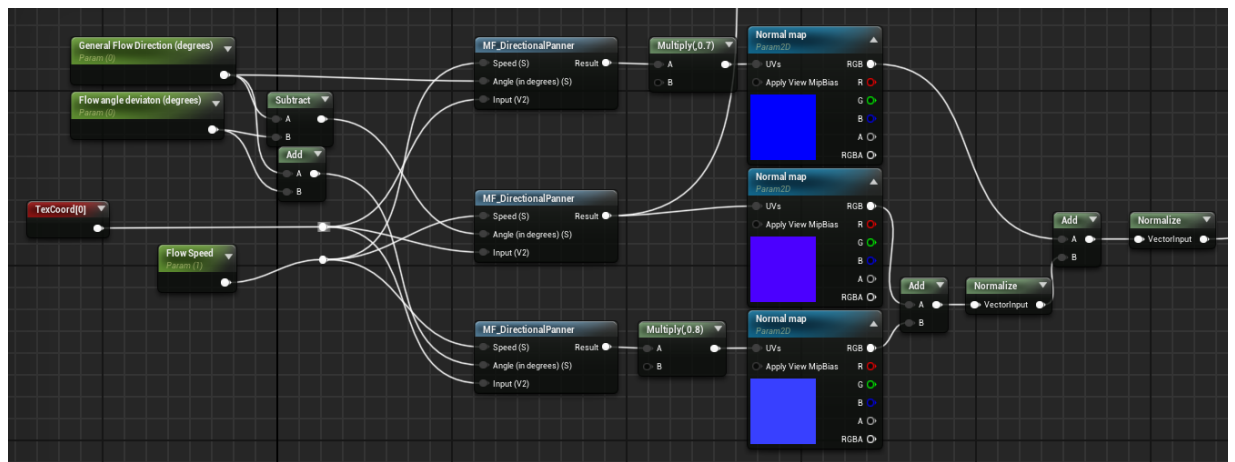 General Flow Direction (degrees)
Param (0)
Flow angle deviaton (degrees)
Param (0)
Subtract
A
B
Add
A
B
TexCoord[0]
Flow Speed
Param (1)
MF_DirectionalPanner
Speed (S) Result
Angle (in degrees) (S)
Input (V2)
Multiply(,0.7)
A
B
Normal map
Param2D
UVs RGB
Apply View MipBias R
G
B
A
RGBA
MF_DirectionalPanner
Speed (S) Result
Angle (in degrees) (S)
Input (V2)
Normal map
Param2D
UVs RGB
Apply View MipBias R
G
B
A
RGBA
MF_DirectionalPanner
Speed (S) Result
Angle (in degrees) (S)
Input (V2)
Multiply(,0.8)
A
B
Normal map
Param2D
UVs RGB
Apply View MipBias R
G
B
A
RGBA
Add
A
B
Normalize
VectorInput
Add
A
B
Normalize
VectorInput